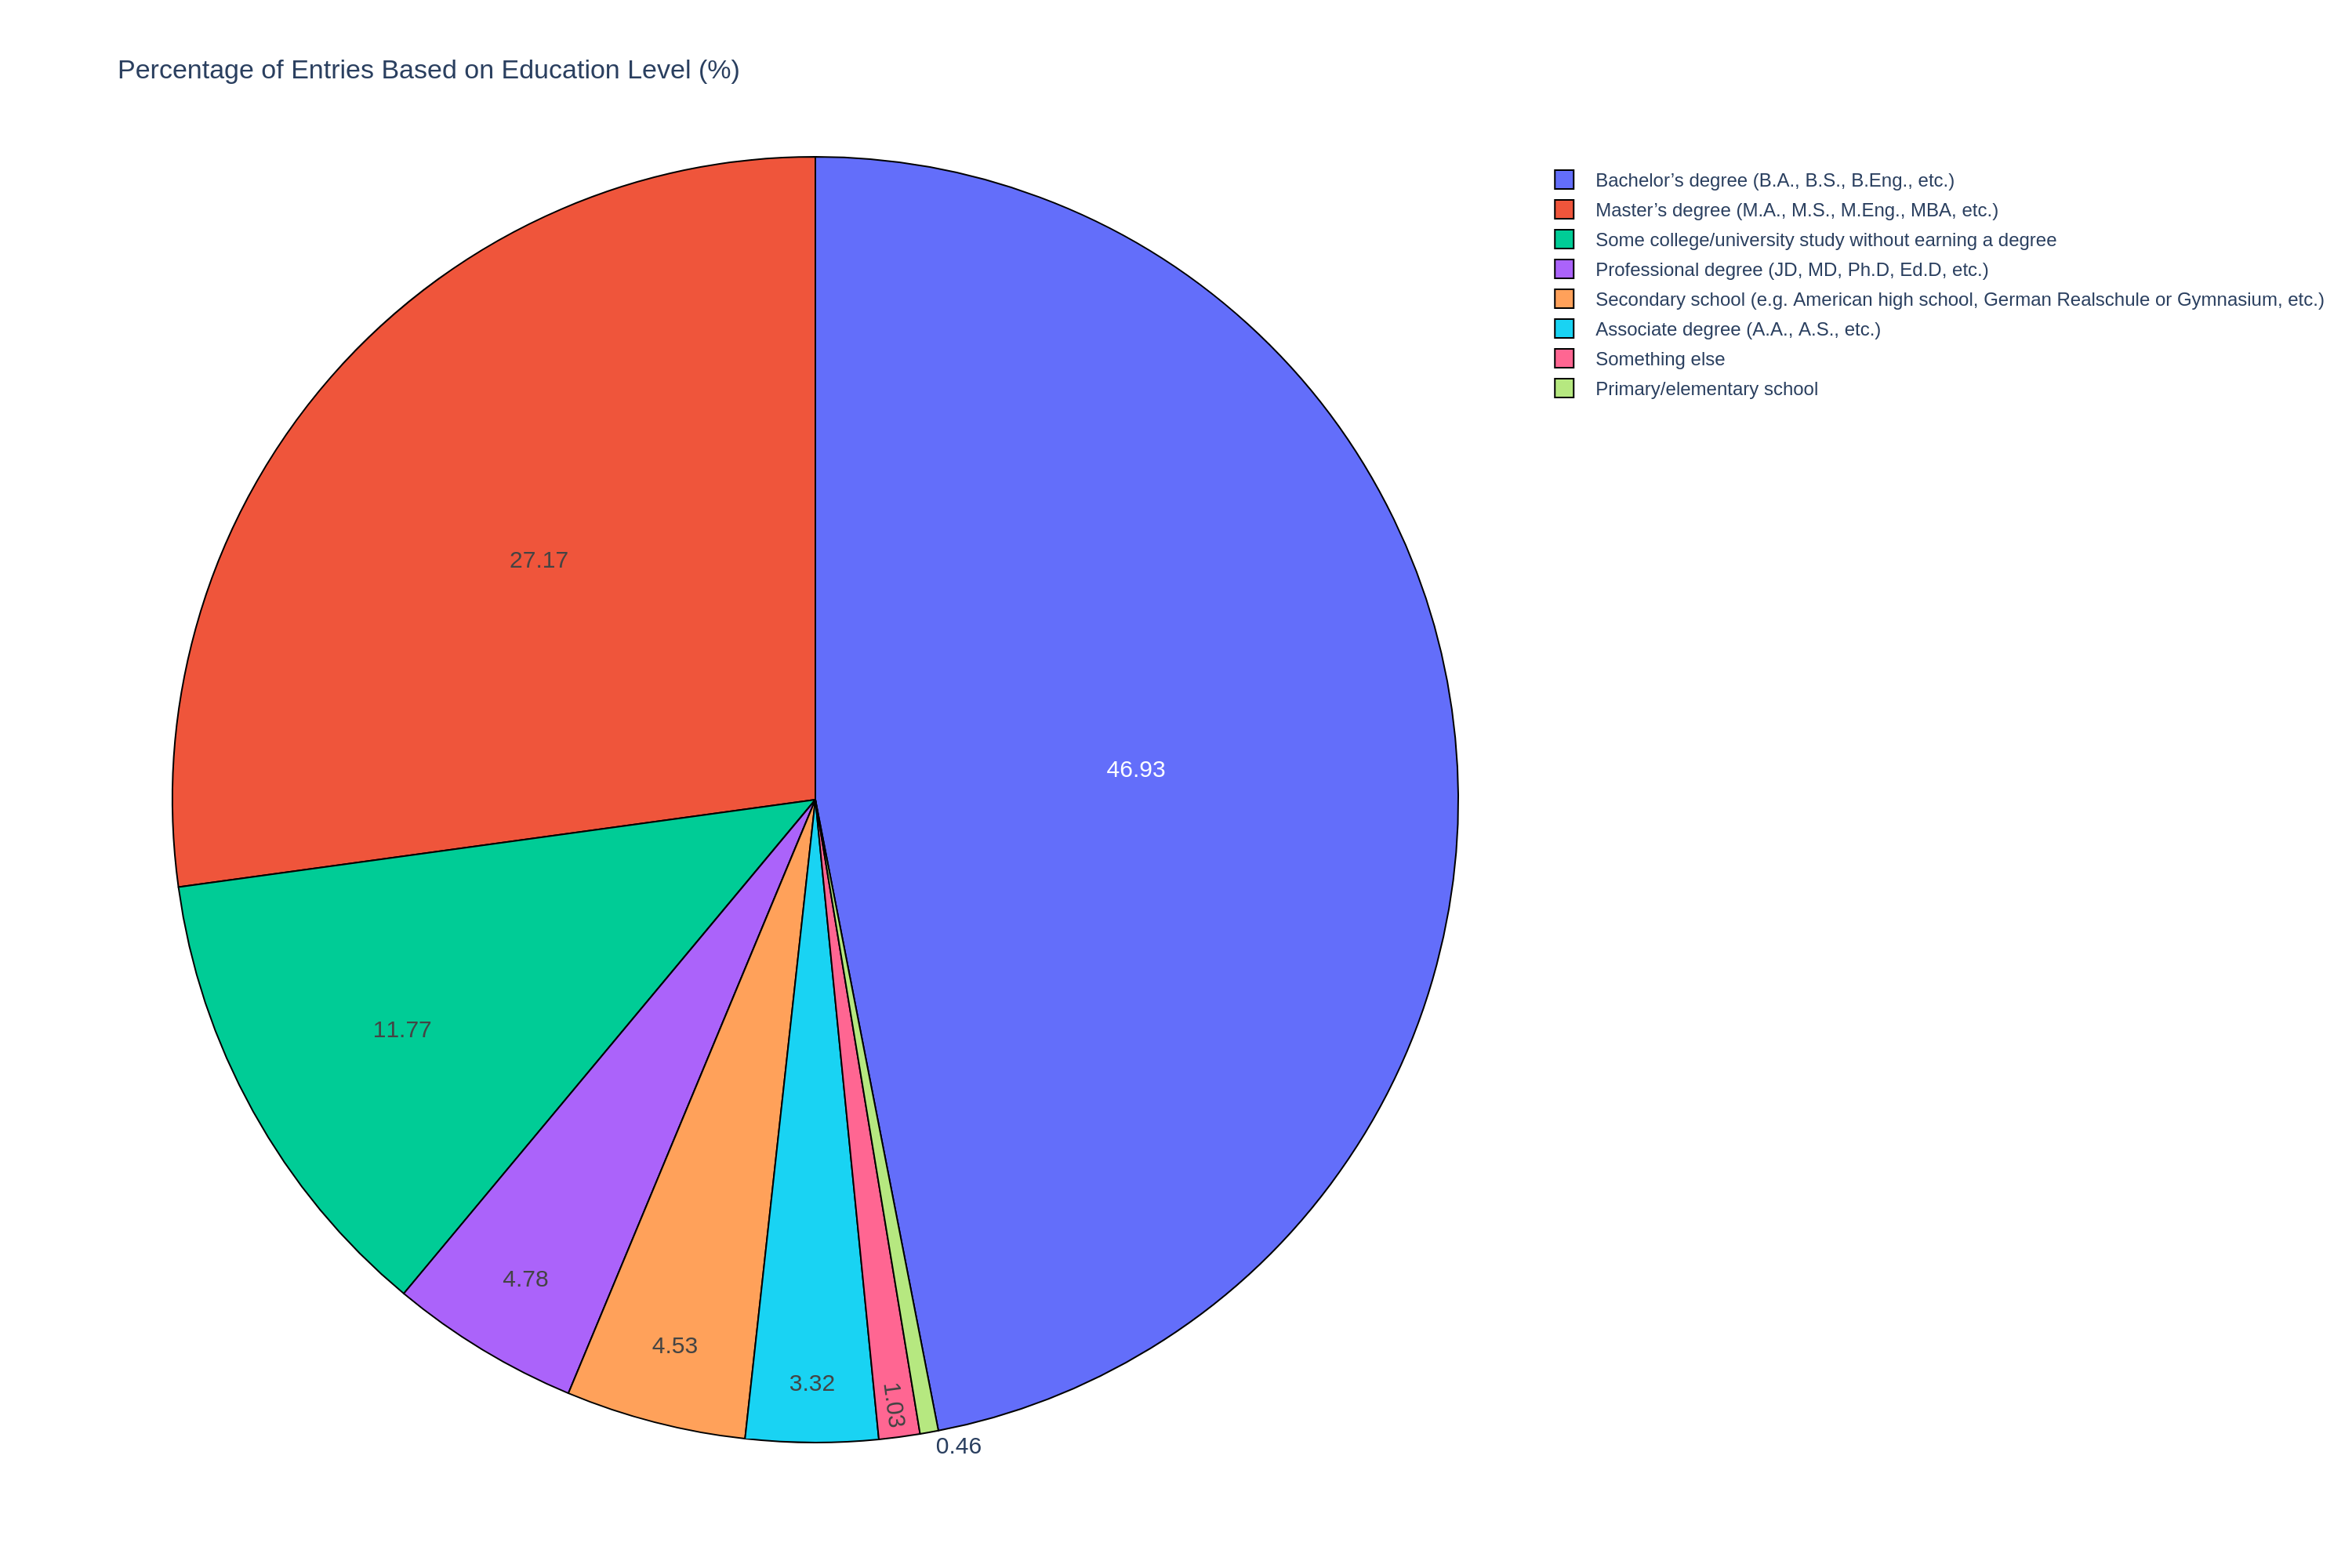 Percentage of Entries Based on Education Level (%)
Bachelor’s degree (B.A., B.S., B.Eng., etc.)
Master’s degree (M.A., M.S., M.Eng., MBA, etc.)
Some college/university study without earning a degree
Professional degree (JD, MD, Ph.D, Ed.D, etc.)
Secondary school (e.g. American high school, German Realschule or Gymnasium, etc.)
Associate degree (A.A., A.S., etc.)
Something else
Primary/elementary school
27.17
46.93
11.77
4.78
4.53
3.32
1.03
0.46